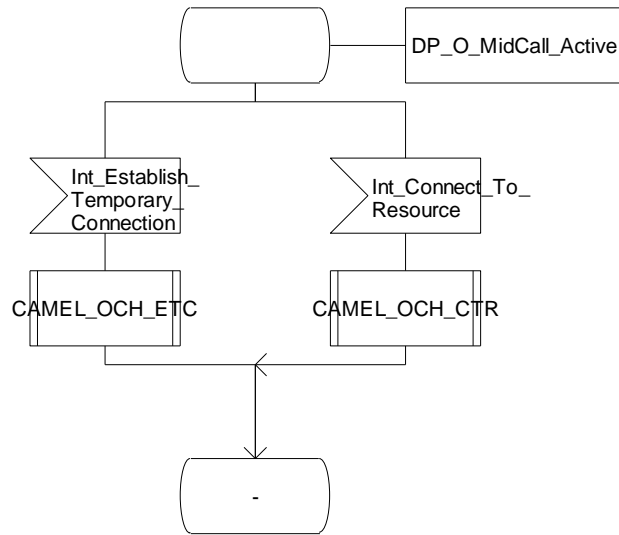 DP_O_MidCall_Active
Int_Establish_
Temporary_
Connection
Int_Connect_To_
Resource
CAMEL_OCH_ETC
CAMEL_OCH_CTR
-